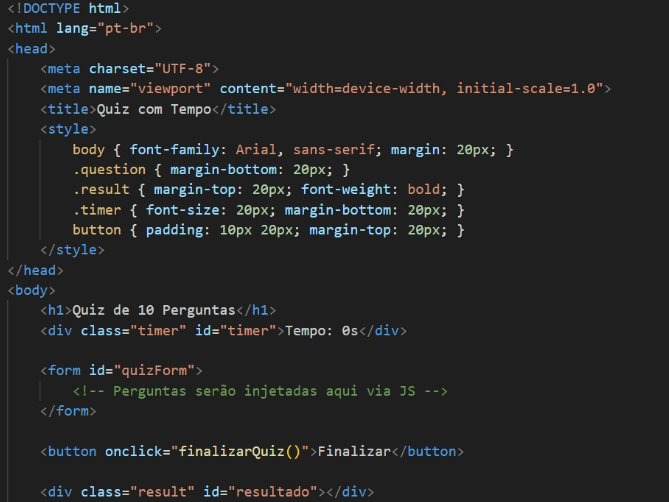 <!DOCTYPE html>
<html lang="pt-br">
<head>
    <meta charset="UTF-8">
    <meta name="viewport" content="width=device-width, initial-scale=1.0">
    <title>Quiz com Tempo</title>
    <style>
        body { font-family: Arial, sans-serif; margin: 20px; }
        .question { margin-bottom: 20px; }
        .result { margin-top: 20px; font-weight: bold; }
        .timer { font-size: 20px; margin-bottom: 20px; }
        button { padding: 10px 20px; margin-top: 20px; }
    </style>
</head>
<body>
    <h1>Quiz de 10 Perguntas</h1>
    <div class="timer" id="timer">Tempo: 0s</div>

    <form id="quizForm">
        <!-- Perguntas serão injetadas aqui via JS -->
    </form>

    <button onclick="finalizarQuiz()">Finalizar</button>

    <div class="result" id="resultado"></div>